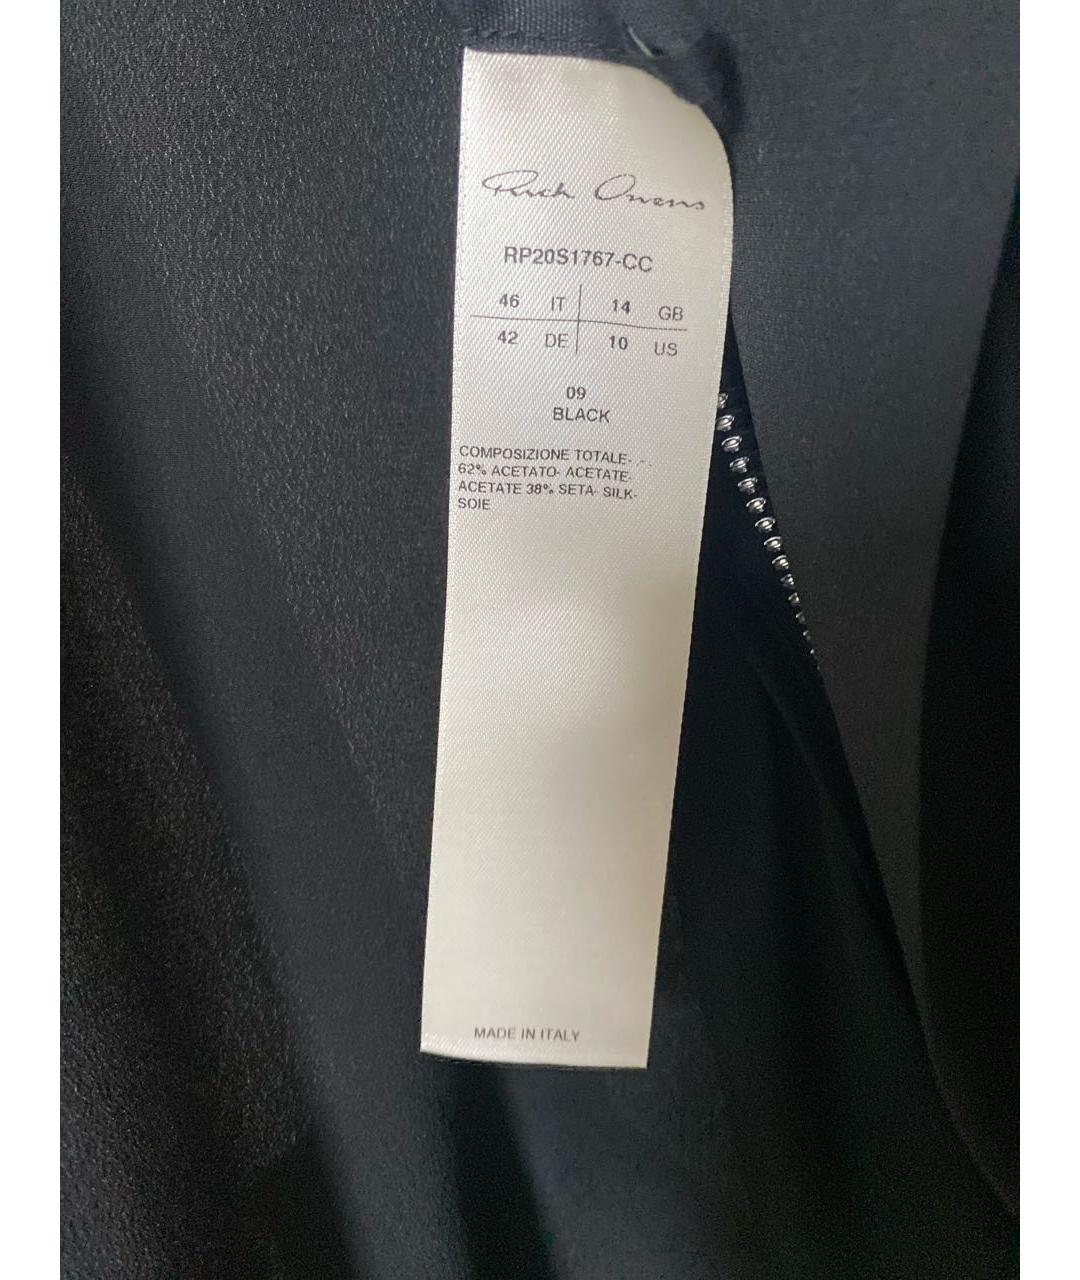 Rick Owens
RP20S1767-CC
46 IT 14 GB
42 DE 10 US
09
BLACK
COMPOSIZIONE TOTALE-
62% ACETATO- ACETATE-
ACETATE 38% SETA- SILK-
SOIE
MADE IN ITALY